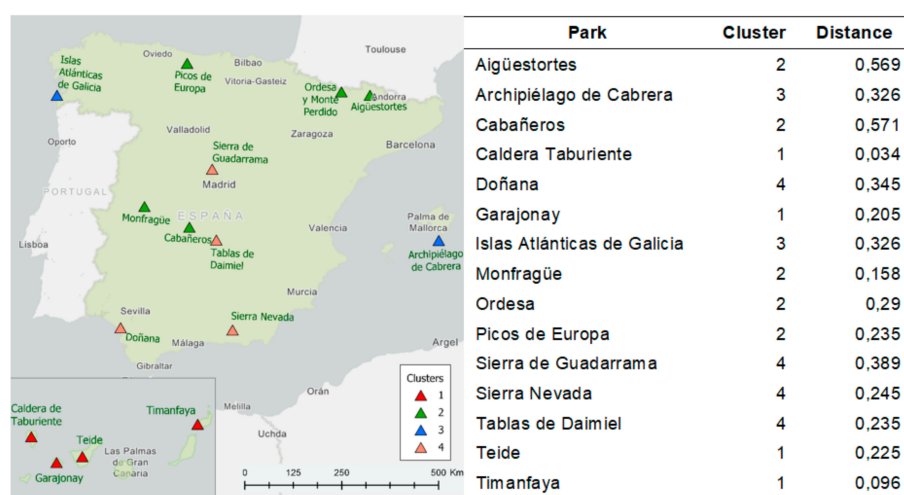 Toulouse
Islas
Atlánticas
de Galicia
Oviedo
Picos de
Europa
Bilbao
Vitoria-Gasteiz
Ordesa
y Monte
Perdido
Andorra
Aigüestortes
Oporto
Valladolid
Zaragoza
Barcelona
Sierra de
Guadarrama
Madrid
PORTUGAL
ESPAÑA
Monfragüe
Cabañeros
Tablas de
Daimiel
Valencia
Palma de
Mallorca
Archipiélago
de Cabrera
Lisboa
Murcia
Sevilla
Doñana
Sierra Nevada
Málaga
Gibraltar
Argel
Melilla
Orán
Uchda
Caldera de
Taburiente
Timanfaya
Teide
Garajonay
Las Palmas
de Gran
Canaria
Clusters
1
2
3
4
0 125 250 500 Km
Park Cluster Distance
Aigüestortes 2 0,569
Archipiélago de Cabrera 3 0,326
Cabañeros 2 0,571
Caldera Taburiente 1 0,034
Doñana 4 0,345
Garajonay 1 0,205
Islas Atlánticas de Galicia 3 0,326
Monfragüe 2 0,158
Ordesa 2 0,29
Picos de Europa 2 0,235
Sierra de Guadarrama 4 0,389
Sierra Nevada 4 0,245
Tablas de Daimiel 4 0,235
Teide 1 0,225
Timanfaya 1 0,096